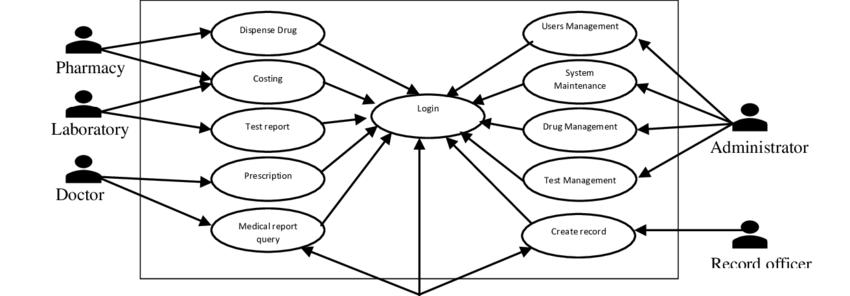 Dispense Drug
Users Management
Pharmacy
Costing
System
Maintenance
Login
Laboratory
Test report
Drug Management
Administrator
Prescription
Test Management
Doctor
Medical report
query
Create record
Record officer